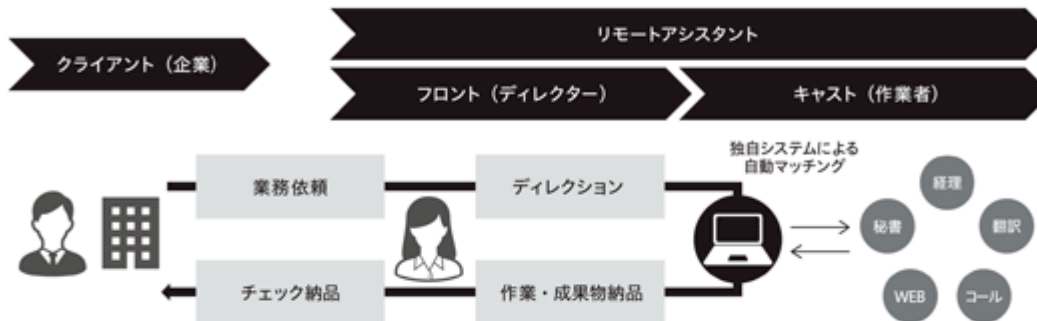 リモートアシスタント
クライアント（企業）
フロント（ディレクター）
キャスト（作業者）
独自システムによる
自動マッチング
業務依頼
ディレクション
経理
秘書
翻訳
チェック納品
作業・成果物納品
WEB
コール